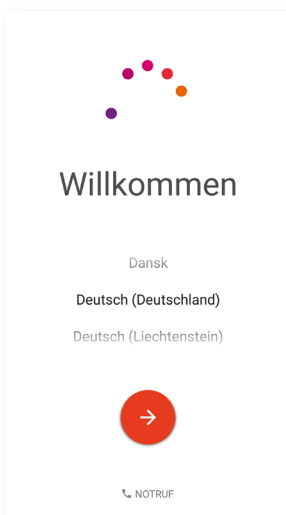 Willkommen
Dansk
Deutsch (Deutschland)
Deutsch (Liechtenstein)
NOTRUF